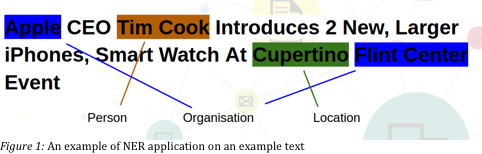 Apple CEO Tim Cook Introduces 2 New, Larger
iPhones, Smart Watch At Cupertino Flint Center
Event
Person Organisation Location
Figure 1: An example of NER application on an example text